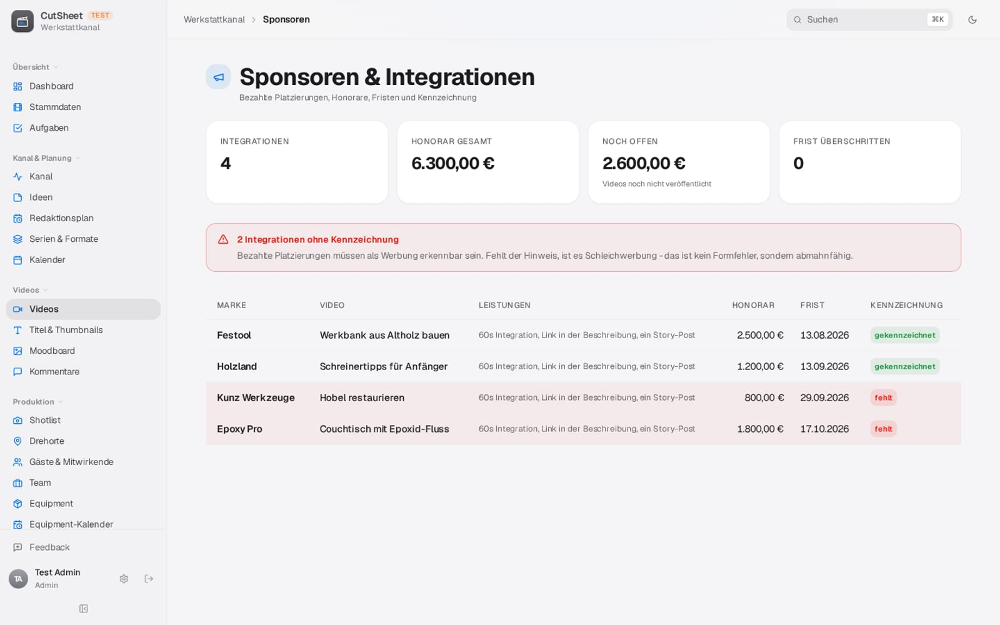 CutSheet TEST
Werkstattkanal
Übersicht
Dashboard
Stammdaten
Aufgaben
Kanal & Planung
Kanal
Ideen
Redaktionsplan
Serien & Formate
Kalender
Videos
Videos
Titel & Thumbnails
Moodboard
Kommentare
Produktion
Shotlist
Drehorte
Gäste & Mitwirkende
Team
Equipment
Equipment-Kalender
Feedback
TA
Test Admin
Admin
Werkstattkanal > Sponsoren
Suchen ⌘K
Sponsoren & Integrationen
Bezahlte Platzierungen, Honorare, Fristen und Kennzeichnung
INTEGRATIONEN
4
HONORAR GESAMT
6.300,00 €
NOCH OFFEN
2.600,00 €
Videos noch nicht veröffentlicht
FRIST ÜBERSCHRITTEN
0
2 Integrationen ohne Kennzeichnung
Bezahlte Platzierungen müssen als Werbung erkennbar sein. Fehlt der Hinweis, ist es Schleichwerbung - das ist kein Formfehler, sondern abmahnfähig.
MARKE VIDEO LEISTUNGEN HONORAR FRIST KENNZEICHNUNG
Festool Werkbank aus Altholz bauen 60s Integration, Link in der Beschreibung, ein Story-Post 2.500,00 € 13.08.2026 gekennzeichnet
Holzland Schreinertipps für Anfänger 60s Integration, Link in der Beschreibung, ein Story-Post 1.200,00 € 13.09.2026 gekennzeichnet
Kunz Werkzeuge Hobel restaurieren 60s Integration, Link in der Beschreibung, ein Story-Post 800,00 € 29.09.2026 fehlt
Epoxy Pro Couchtisch mit Epoxid-Fluss 60s Integration, Link in der Beschreibung, ein Story-Post 1.800,00 € 17.10.2026 fehlt